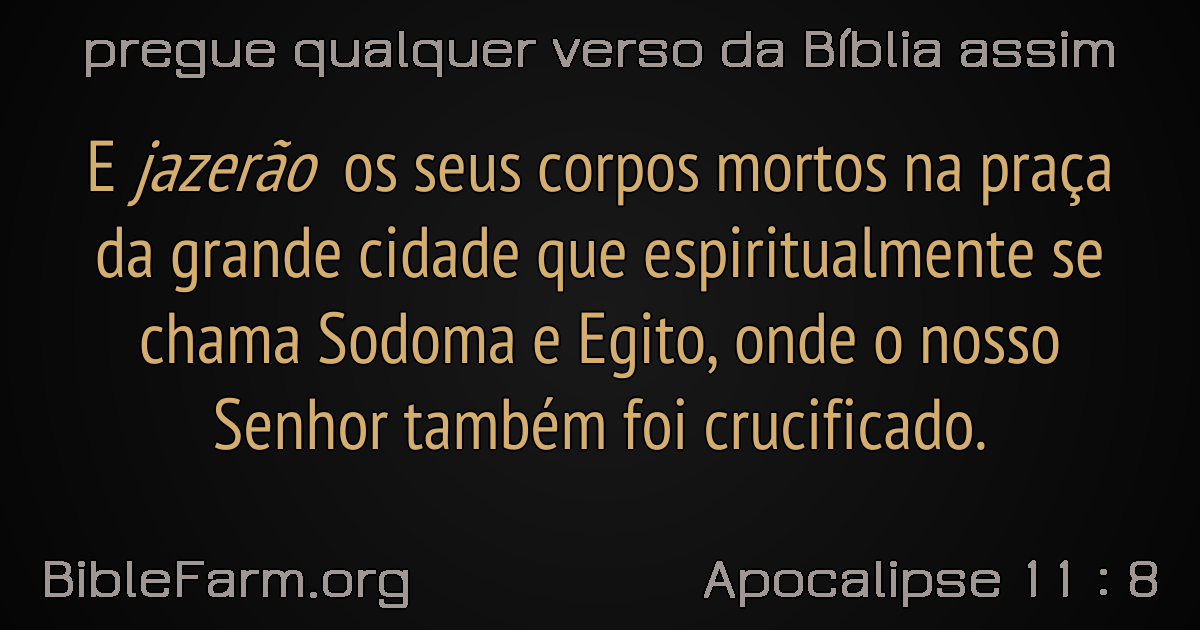 pregue qualquer verso da Bíblia assim
E jazerão os seus corpos mortos na praça
da grande cidade que espiritualmente se
chama Sodoma e Egito, onde o nosso
Senhor também foi crucificado.
BibleFarm.org
Apocalipse 11 : 8